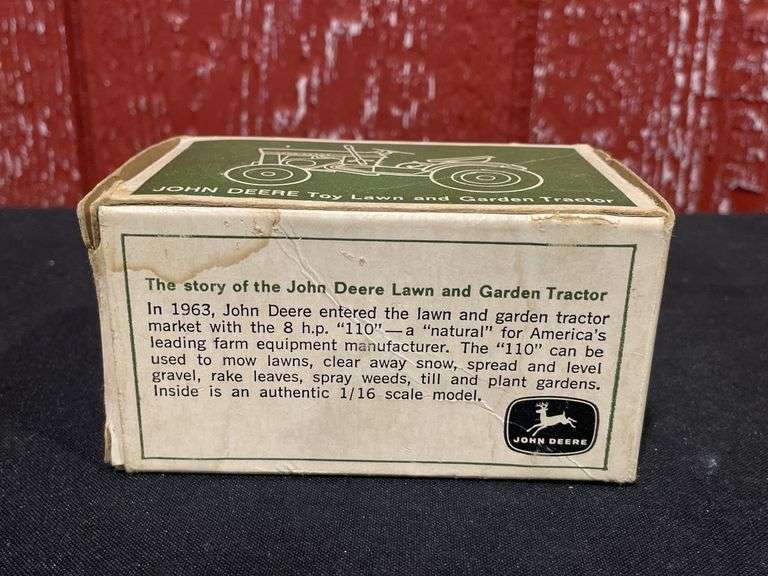 JOHN DEERE Toy Lawn and Garden Tractor
The story of the John Deere Lawn and Garden Tractor
In 1963, John Deere entered the lawn and garden tractor
market with the 8 h.p. “110”—a “natural” for America’s
leading farm equipment manufacturer. The “110” can be
used to mow lawns, clear away snow, spread and level
gravel, rake leaves, spray weeds, till and plant gardens.
Inside is an authentic 1/16 scale model.
JOHN DEERE